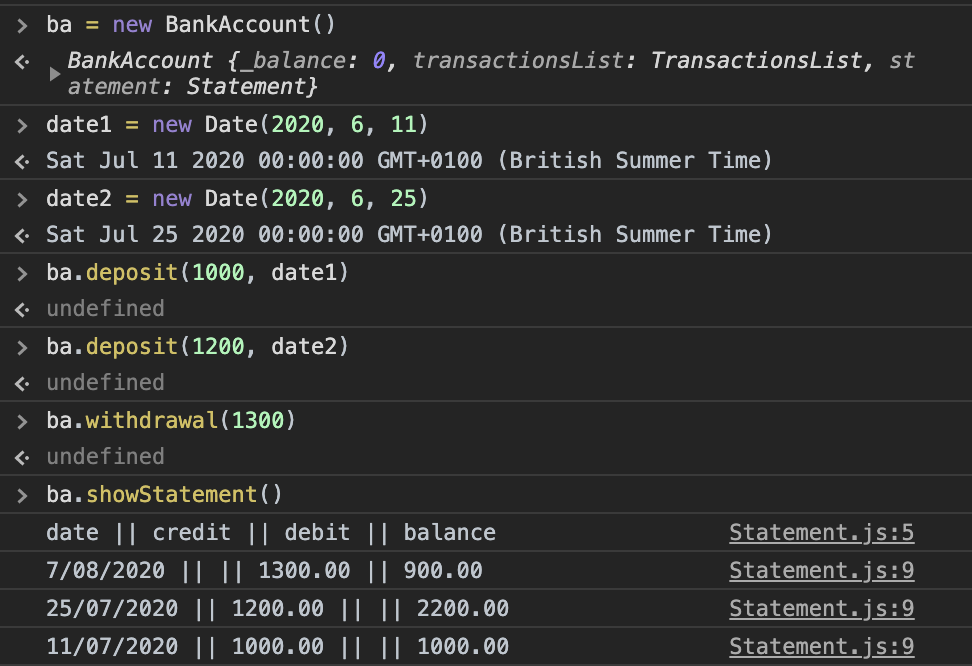 > ba = new BankAccount()
<· ▶ BankAccount {_balance: 0, transactionsList: TransactionsList, st
atement: Statement}
> date1 = new Date(2020, 6, 11)
<· Sat Jul 11 2020 00:00:00 GMT+0100 (British Summer Time)
> date2 = new Date(2020, 6, 25)
<· Sat Jul 25 2020 00:00:00 GMT+0100 (British Summer Time)
> ba.deposit(1000, date1)
<· undefined
> ba.deposit(1200, date2)
<· undefined
> ba.withdrawal(1300)
<· undefined
> ba.showStatement()
date || credit || debit || balance Statement.js:5
7/08/2020 || || 1300.00 || 900.00 Statement.js:9
25/07/2020 || 1200.00 || || 2200.00 Statement.js:9
11/07/2020 || 1000.00 || || 1000.00 Statement.js:9